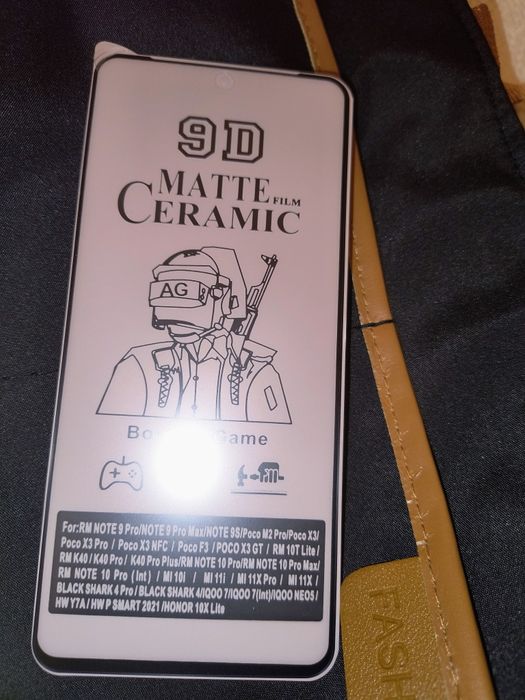 9D
MATTE FILM
CERAMIC
AG
Game
For:RM NOTE 9 Pro/NOTE 9 Pro Max/NOTE 9S/Poco M2 Pro/Poco X3/
Poco X3 Pro / Poco X3 NFC / Poco F3 / POCO X3 GT / RM 10T Lite /
RM K40 / K40 Pro / K40 Pro Plus/RM NOTE 10 Pro/RM NOTE 10 Pro Max/
RM NOTE 10 Pro (Int) / Mi 10i / Mi 11i / Mi 11X Pro / Mi 11X /
BLACK SHARK 4 Pro / BLACK SHARK 4/IQOO 7/IQOO 7(Int)/IQOO NEO5 /
HW Y7A / HW P SMART 2021 /HONOR 10X Lite
FASHI